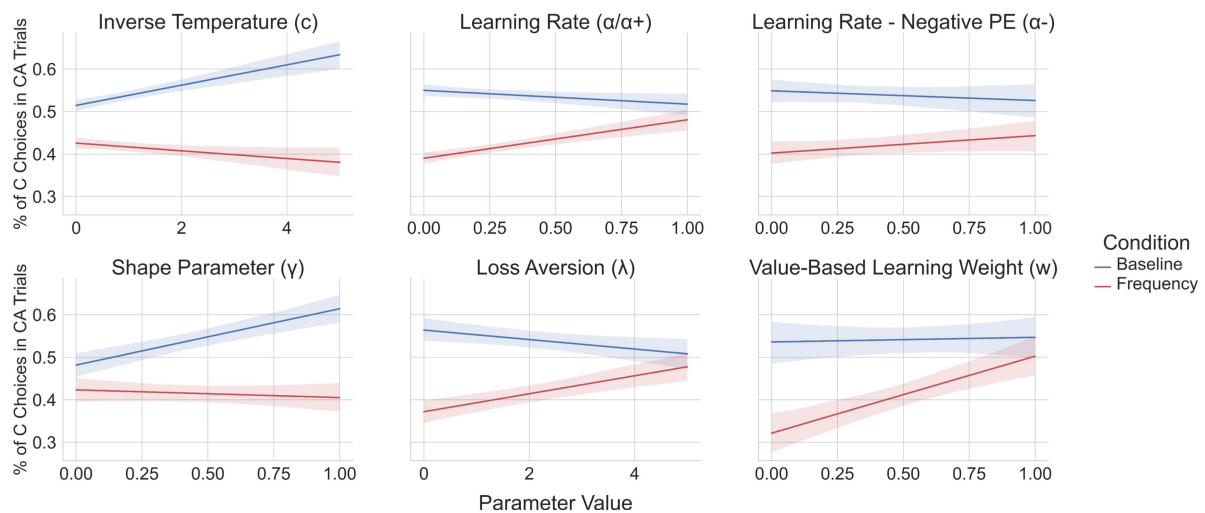 Inverse Temperature (c)
Learning Rate (α/α+)
Learning Rate - Negative PE (α-)
% of C Choices in CA Trials
0.6
0.5
0.4
0.3
0 2 4
0.00 0.25 0.50 0.75 1.00
0.00 0.25 0.50 0.75 1.00
Shape Parameter (γ)
Loss Aversion (λ)
Value-Based Learning Weight (w)
% of C Choices in CA Trials
0.6
0.5
0.4
0.3
0.00 0.25 0.50 0.75 1.00
0 2 4
0.00 0.25 0.50 0.75 1.00
Parameter Value
Condition
Baseline
Frequency